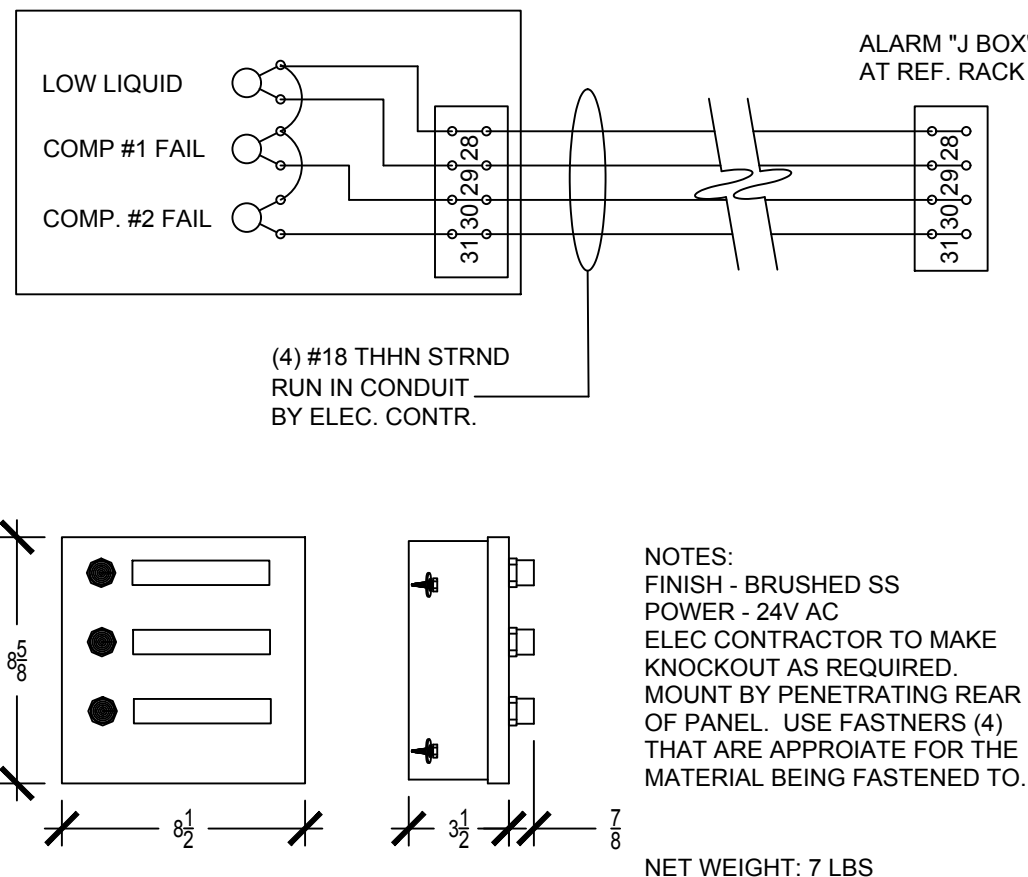 ALARM "J BOX"
AT REF. RACK
LOW LIQUID
COMP #1 FAIL
COMP. #2 FAIL
28
29
30
31
28
29
30
31
(4) #18 THHN STRND
RUN IN CONDUIT
BY ELEC. CONTR.
8 5/8
8 1/2
3 1/2
7/8
NOTES:
FINISH - BRUSHED SS
POWER - 24V AC
ELEC CONTRACTOR TO MAKE
KNOCKOUT AS REQUIRED.
MOUNT BY PENETRATING REAR
OF PANEL. USE FASTNERS (4)
THAT ARE APPROIATE FOR THE
MATERIAL BEING FASTENED TO.
NET WEIGHT: 7 LBS